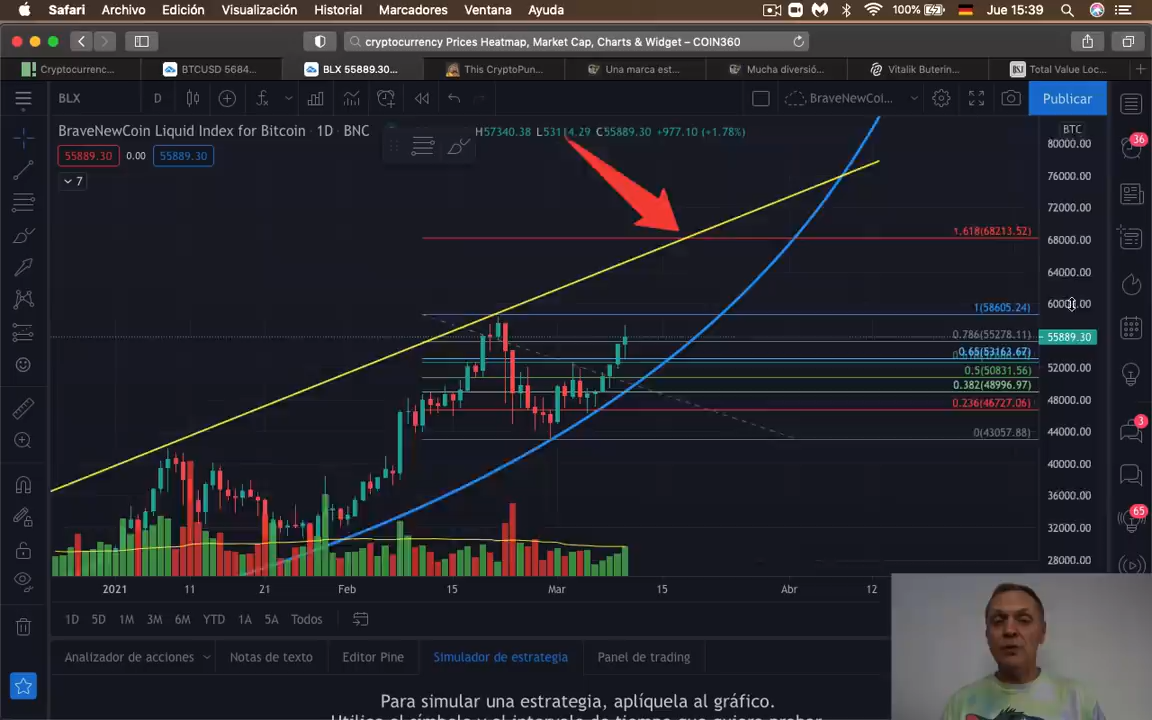 Safari Archivo Edición Visualización Historial Marcadores Ventana Ayuda 100% Jue 15:39
cryptocurrency Prices Heatmap, Market Cap, Charts & Widget – COIN360
Cryptocurrenc... BTCUSD 5684... BLX 55889.30... This CryptoPun... Una marca est... Mucha diversió... Vitalik Buterin... Total Value Loc...
BLX D BraveNewCoi... Publicar
BraveNewCoin Liquid Index for Bitcoin · 1D · BNC H57340.38 L53114.29 C55889.30 +977.10 (+1.78%)
BTC
36
55889.30 0.00 55889.30
7
80000.00
76000.00
72000.00
1.618(68213.52)
68000.00
64000.00
60000.00
1(58605.24)
0.786(55278.11)
55889.30
0.65(53163.67)
52000.00
0.5(50831.56)
0.382(48996.97)
48000.00
0.236(46727.06)
44000.00
0(43057.88)
3
40000.00
36000.00
65
32000.00
28000.00
2021 11 21 Feb 15 Mar 15 Abr 12
1D 5D 1M 3M 6M YTD 1A 5A Todos
Analizador de acciones Notas de texto Editor Pine Simulador de estrategia Panel de trading
Para simular una estrategia, aplíquela al gráfico.